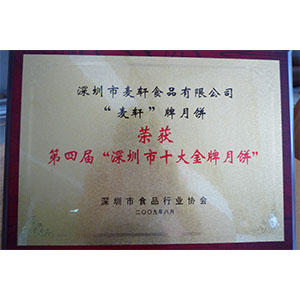 深圳市麦轩食品有限公司
“麦轩”牌月饼
荣获
第四届“深圳市十大金牌月饼”
深圳市食品行业协会
二〇〇九年八月